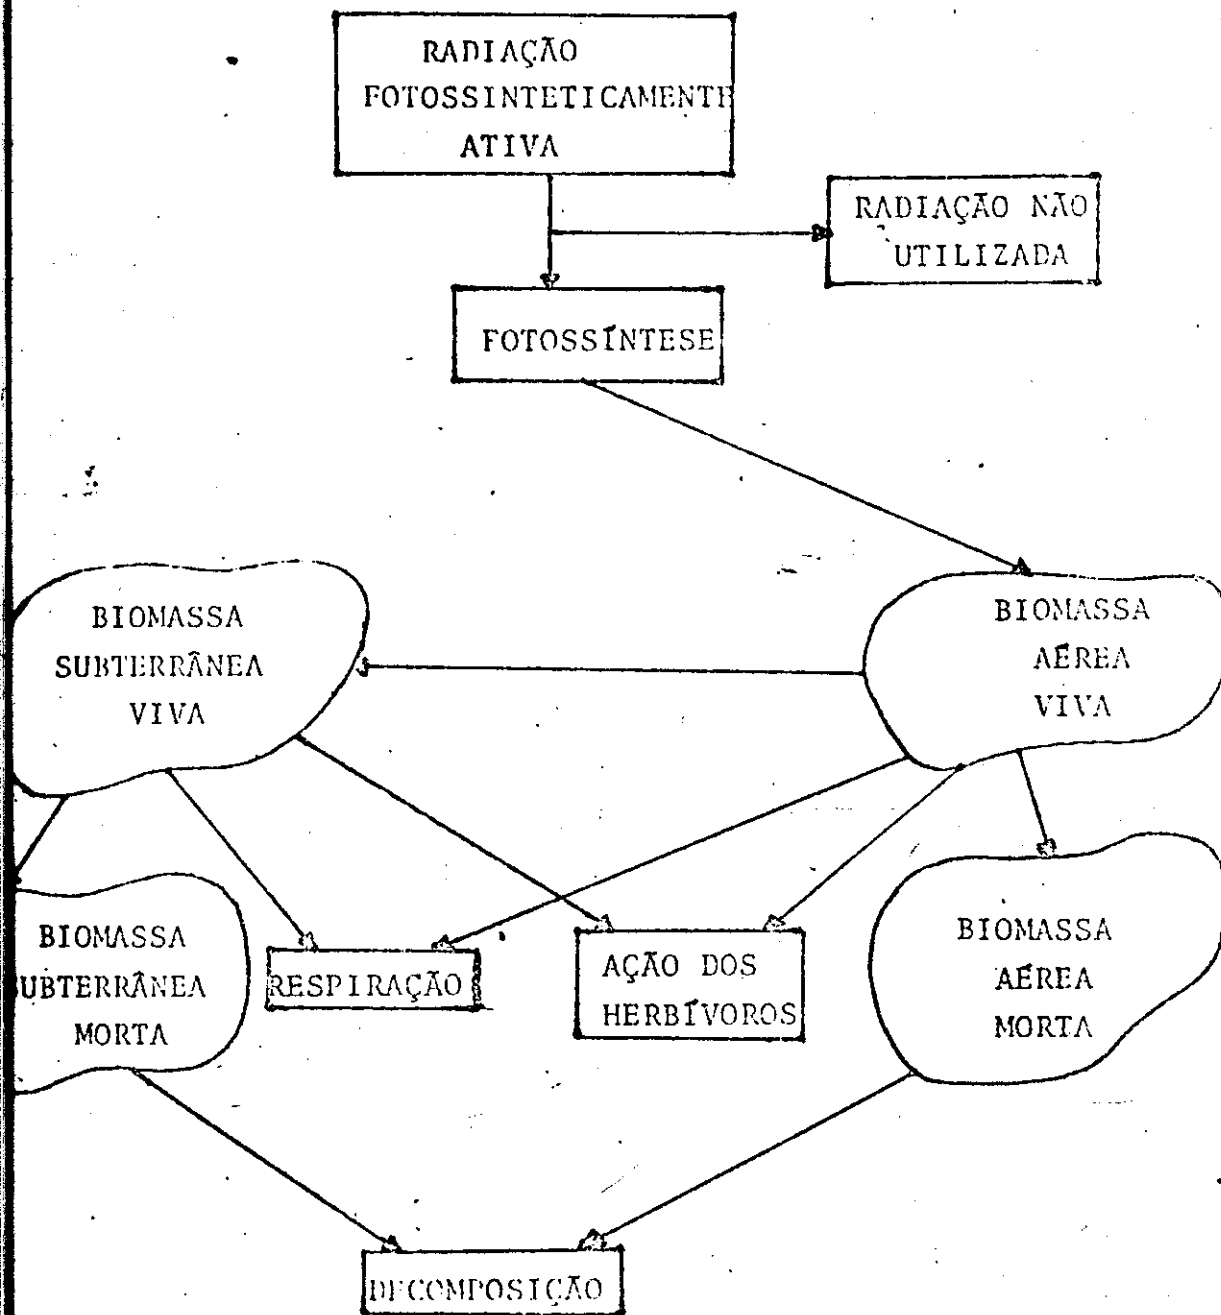 RADIAÇÃO
FOTOSSINTETICAMENTE
ATIVA
RADIAÇÃO NÃO
UTILIZADA
FOTOSSÍNTESE
BIOMASSA
SUBTERRÂNEA
VIVA
BIOMASSA
AÉREA
VIVA
BIOMASSA
SUBTERRÂNEA
MORTA
RESPIRAÇÃO
AÇÃO DOS
HERBÍVOROS
BIOMASSA
AÉREA
MORTA
DECOMPOSIÇÃO